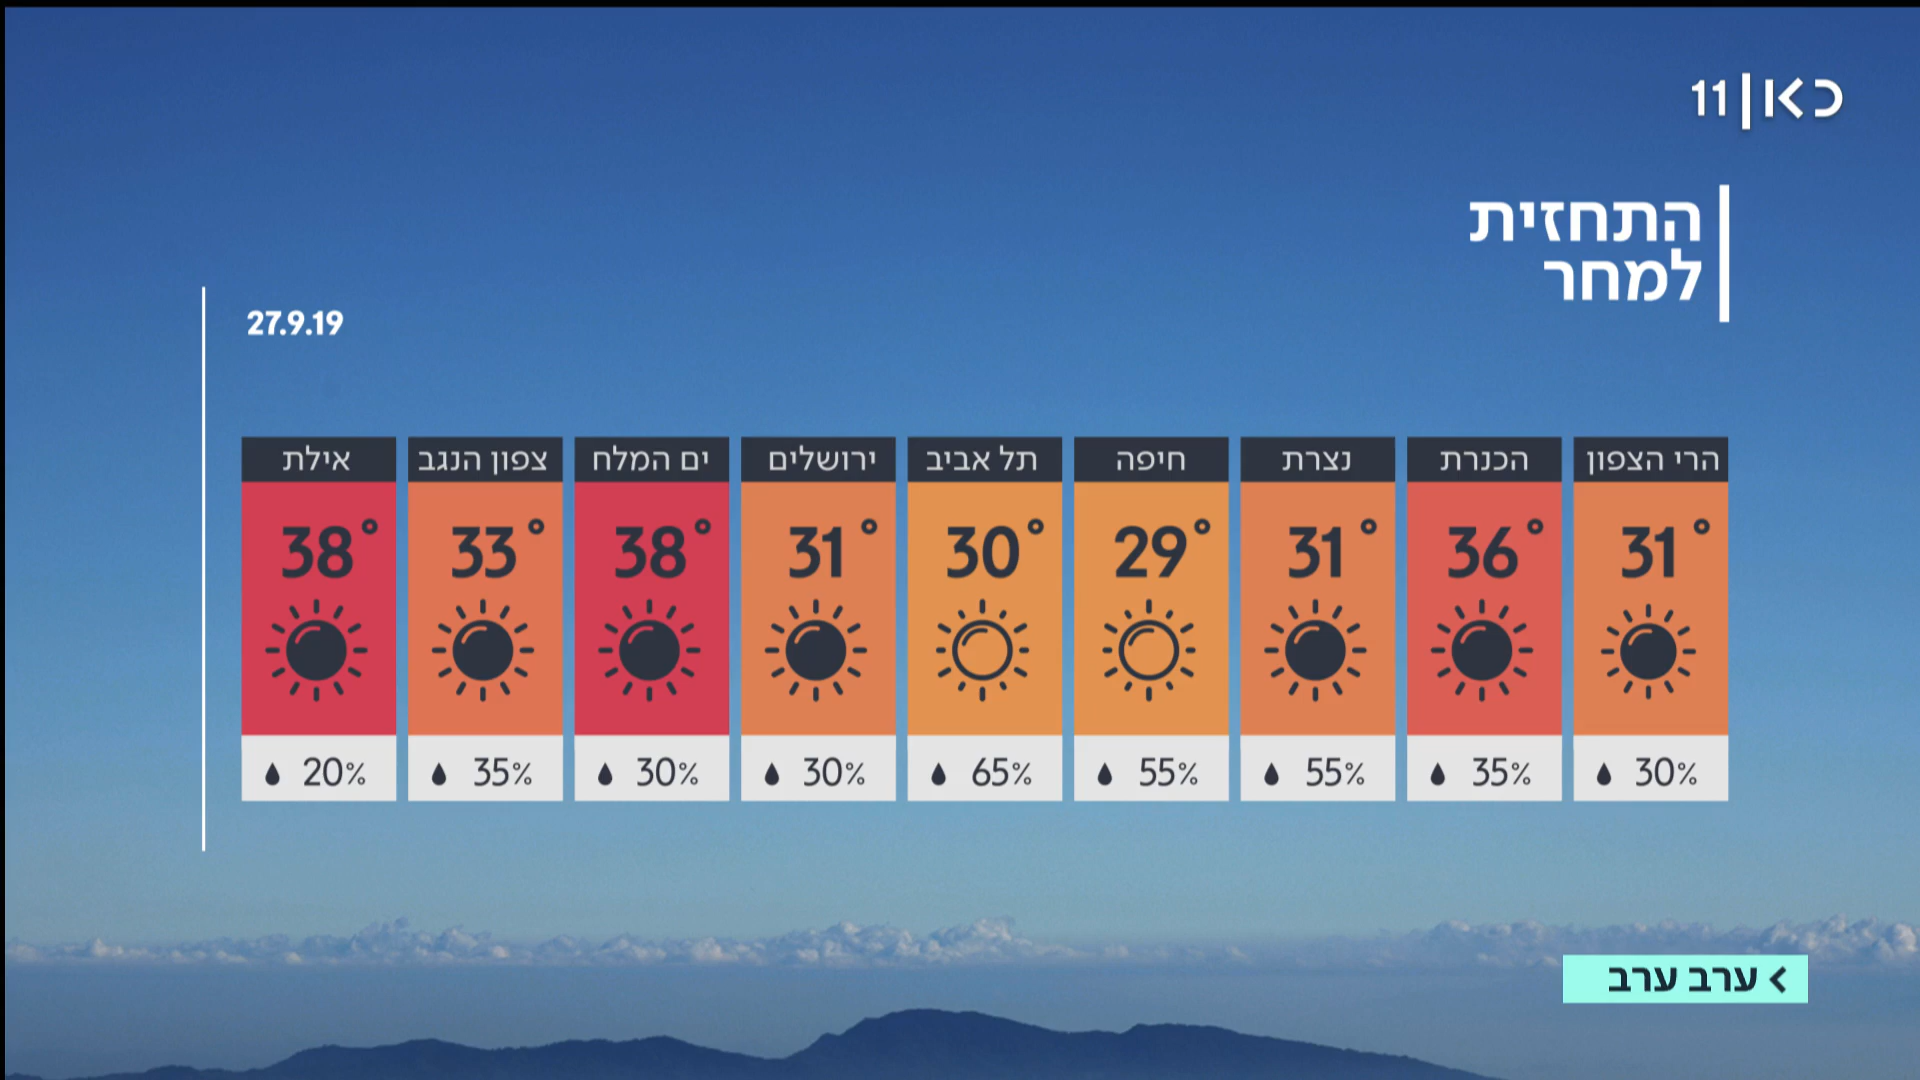 כאן 11
התחזית
למחר
27.9.19
הרי הצפון
31°
30%
הכנרת
36°
35%
נצרת
31°
55%
חיפה
29°
55%
תל אביב
30°
65%
ירושלים
31°
30%
ים המלח
38°
30%
צפון הנגב
33°
35%
אילת
38°
20%
ערב ערב